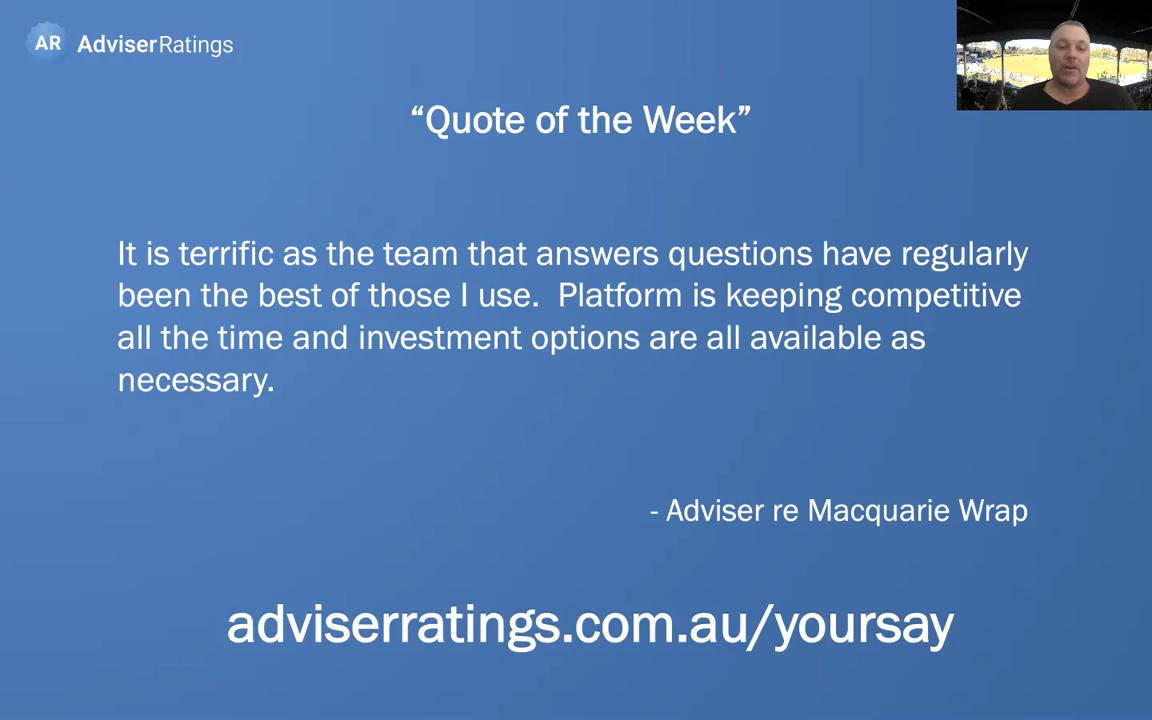 AR AdviserRatings
“Quote of the Week”
It is terrific as the team that answers questions have regularly
been the best of those I use.  Platform is keeping competitive
all the time and investment options are all available as
necessary.
- Adviser re Macquarie Wrap
adviserratings.com.au/yoursay